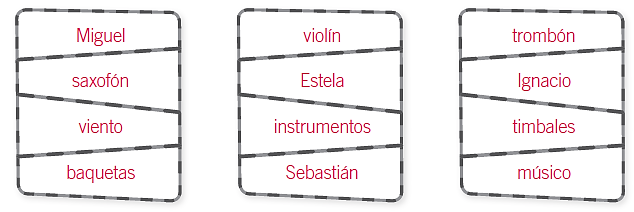 Miguel
saxofón
viento
baquetas
violín
Estela
instrumentos
Sebastián
trombón
Ignacio
timbales
músico